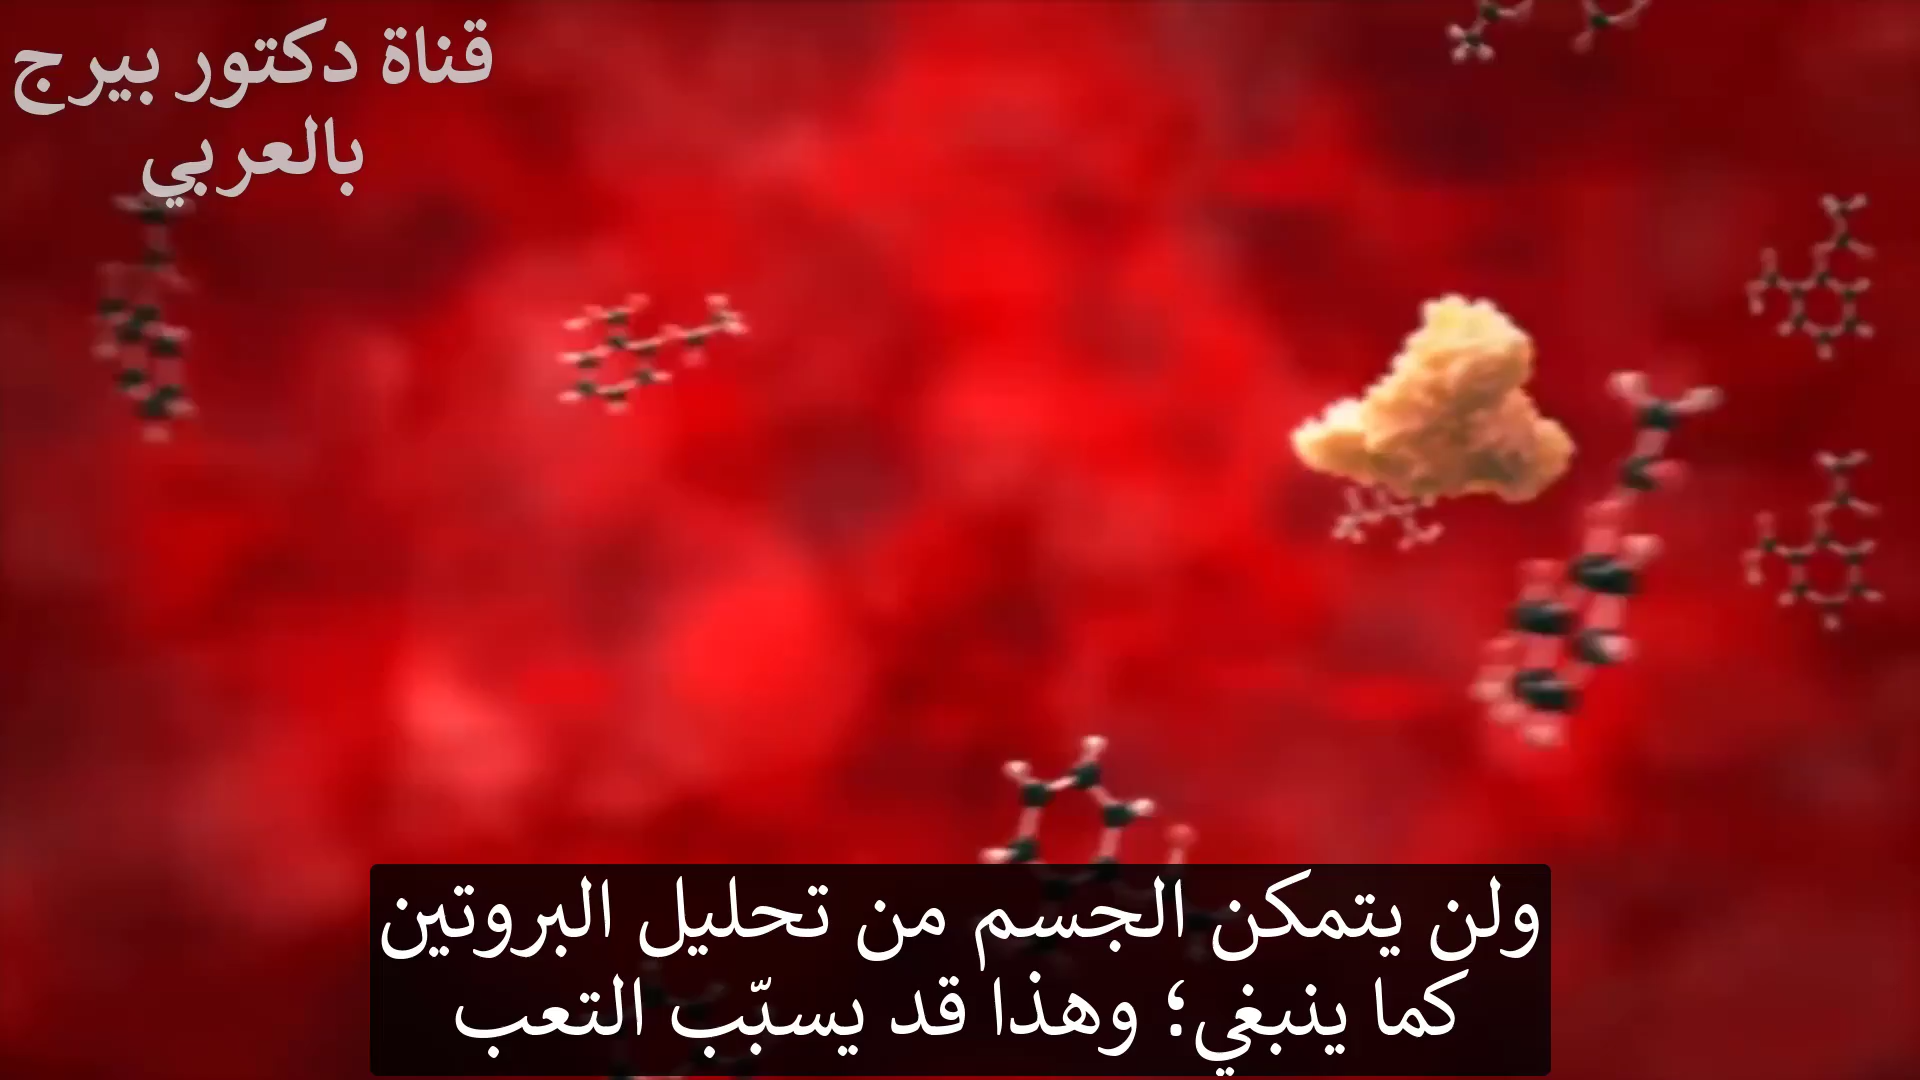 قناة دكتور بيرج
بالعربي
ولن يتمكن الجسم من تحليل البروتين
كما ينبغي؛ وهذا قد يسبّب التعب